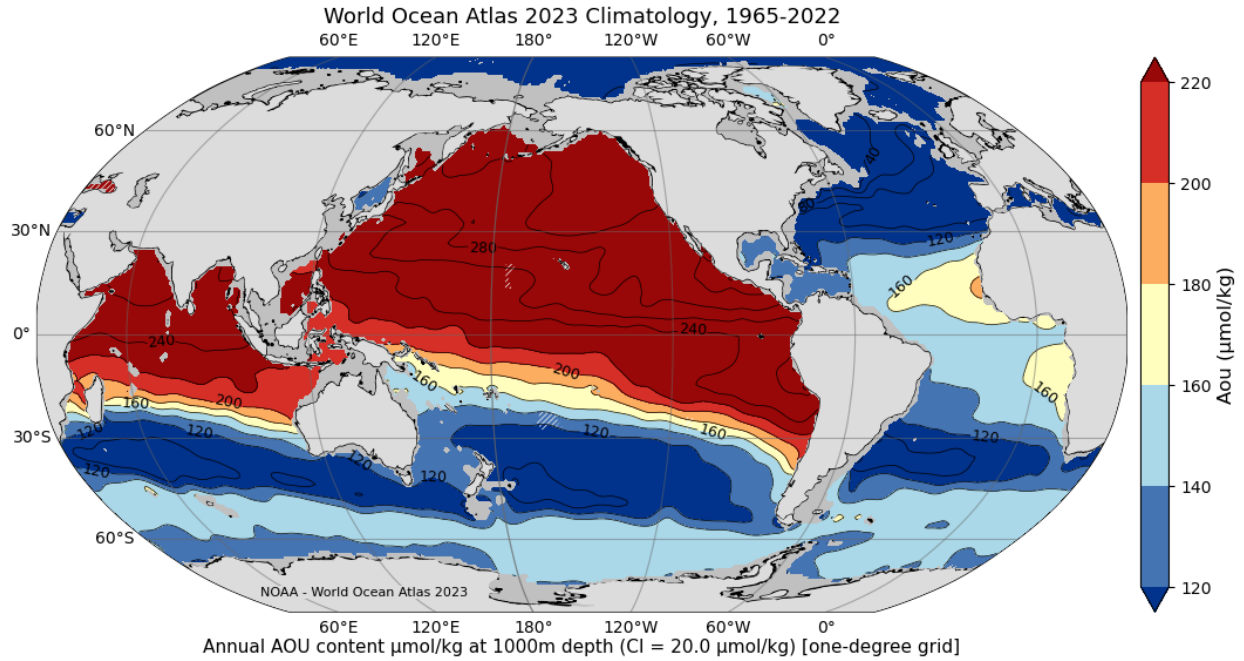 World Ocean Atlas 2023 Climatology, 1965-2022
60°E 120°E 180° 120°W 60°W 0°
60°N
30°N
0°
30°S
60°S
40
80
120
280
160
240
240
200
160
160
200
160
120
120
120
160
120
120
120
120
NOAA - World Ocean Atlas 2023
60°E 120°E 180° 120°W 60°W 0°
Annual AOU content µmol/kg at 1000m depth (CI = 20.0 µmol/kg) [one-degree grid]
220
200
180
160
140
120
Aou (µmol/kg)